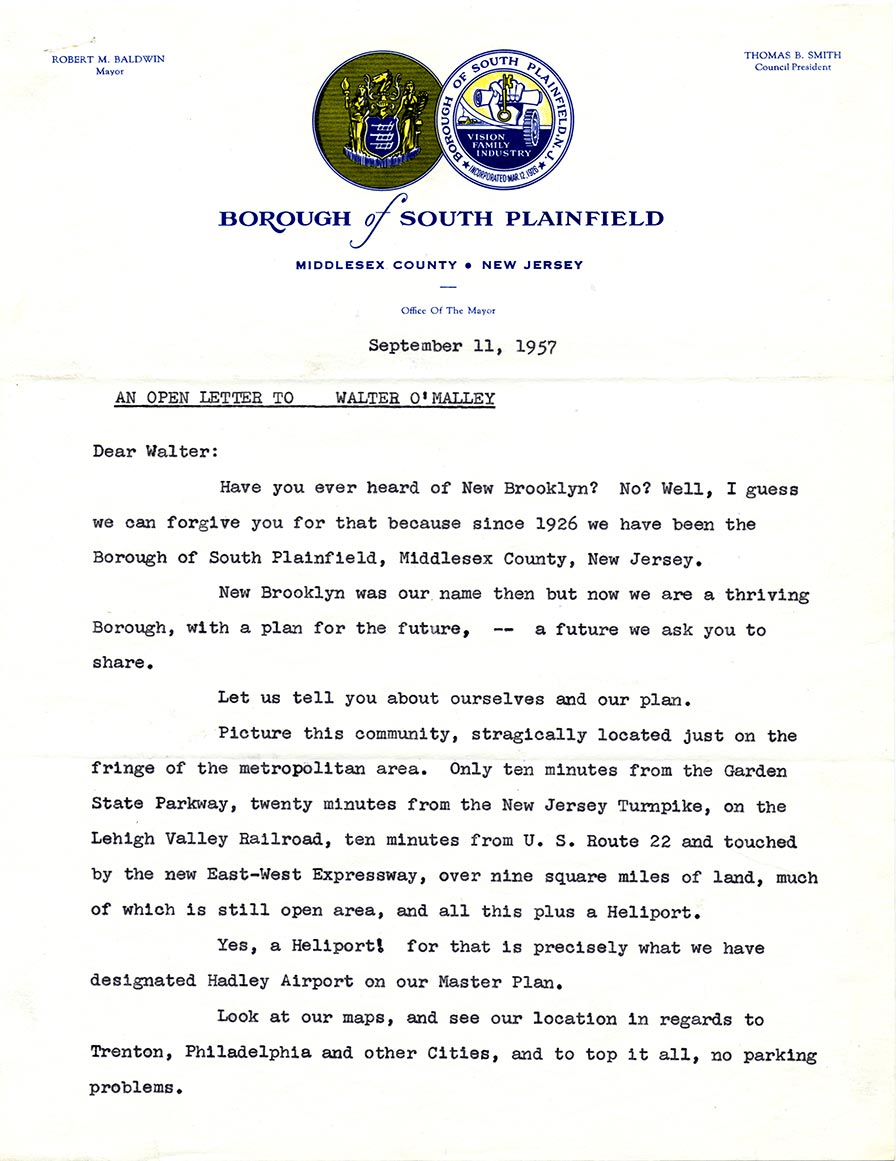 ROBERT M. BALDWIN
Mayor
THOMAS B. SMITH
Council President
BOROUGH OF SOUTH PLAINFIELD, N. J.
VISION
FAMILY
INDUSTRY
INCORPORATED MAR. 12, 1926
BOROUGH of SOUTH PLAINFIELD
MIDDLESEX COUNTY • NEW JERSEY
Office Of The Mayor
September 11, 1957
AN OPEN LETTER TO WALTER O'MALLEY
Dear Walter:
Have you ever heard of New Brooklyn? No? Well, I guess
we can forgive you for that because since 1926 we have been the
Borough of South Plainfield, Middlesex County, New Jersey.
New Brooklyn was our name then but now we are a thriving
Borough, with a plan for the future, -- a future we ask you to
share.
Let us tell you about ourselves and our plan.
Picture this community, stragically located just on the
fringe of the metropolitan area. Only ten minutes from the Garden
State Parkway, twenty minutes from the New Jersey Turnpike, on the
Lehigh Valley Railroad, ten minutes from U. S. Route 22 and touched
by the new East-West Expressway, over nine square miles of land, much
of which is still open area, and all this plus a Heliport.
Yes, a Heliport! for that is precisely what we have
designated Hadley Airport on our Master Plan.
Look at our maps, and see our location in regards to
Trenton, Philadelphia and other Cities, and to top it all, no parking
problems.